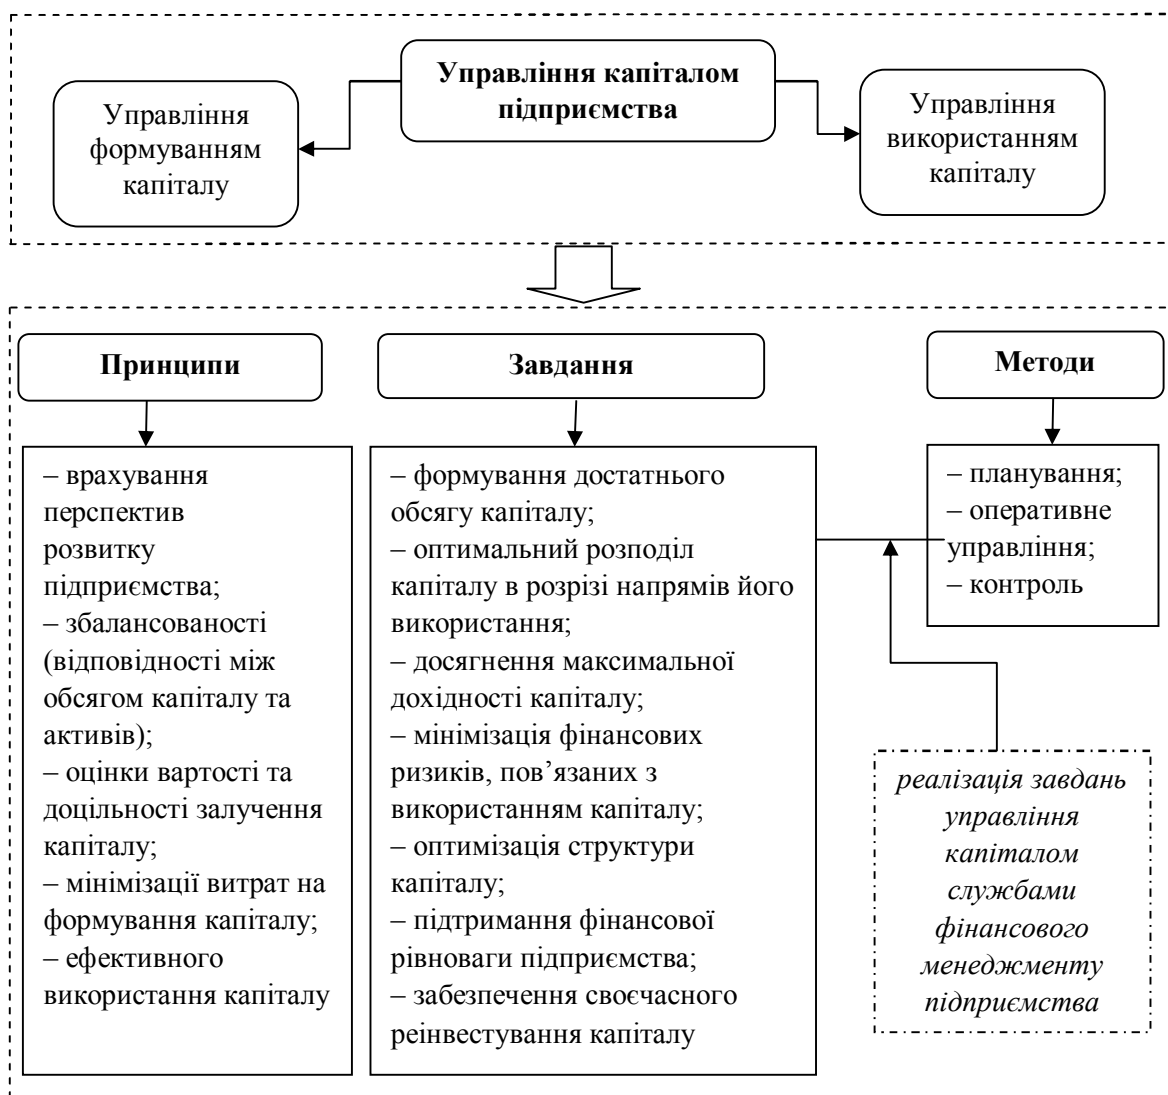 Управління капіталом
підприємства
Управління
формуванням
капіталу
Управління
використанням
капіталу
Принципи
Завдання
Методи
– врахування
перспектив
розвитку
підприємства;
– збалансованості
(відповідності між
обсягом капіталу та
активів);
– оцінки вартості та
доцільності залучення
капіталу;
– мінімізації витрат на
формування капіталу;
– ефективного
використання капіталу
– формування достатнього
обсягу капіталу;
– оптимальний розподіл
капіталу в розрізі напрямів його
використання;
– досягнення максимальної
дохідності капіталу;
– мінімізація фінансових
ризиків, пов’язаних з
використанням капіталу;
– оптимізація структури
капіталу;
– підтримання фінансової
рівноваги підприємства;
– забезпечення своєчасного
реінвестування капіталу
– планування;
– оперативне
управління;
– контроль
реалізація завдань
управління
капіталом
службами
фінансового
менеджменту
підприємства